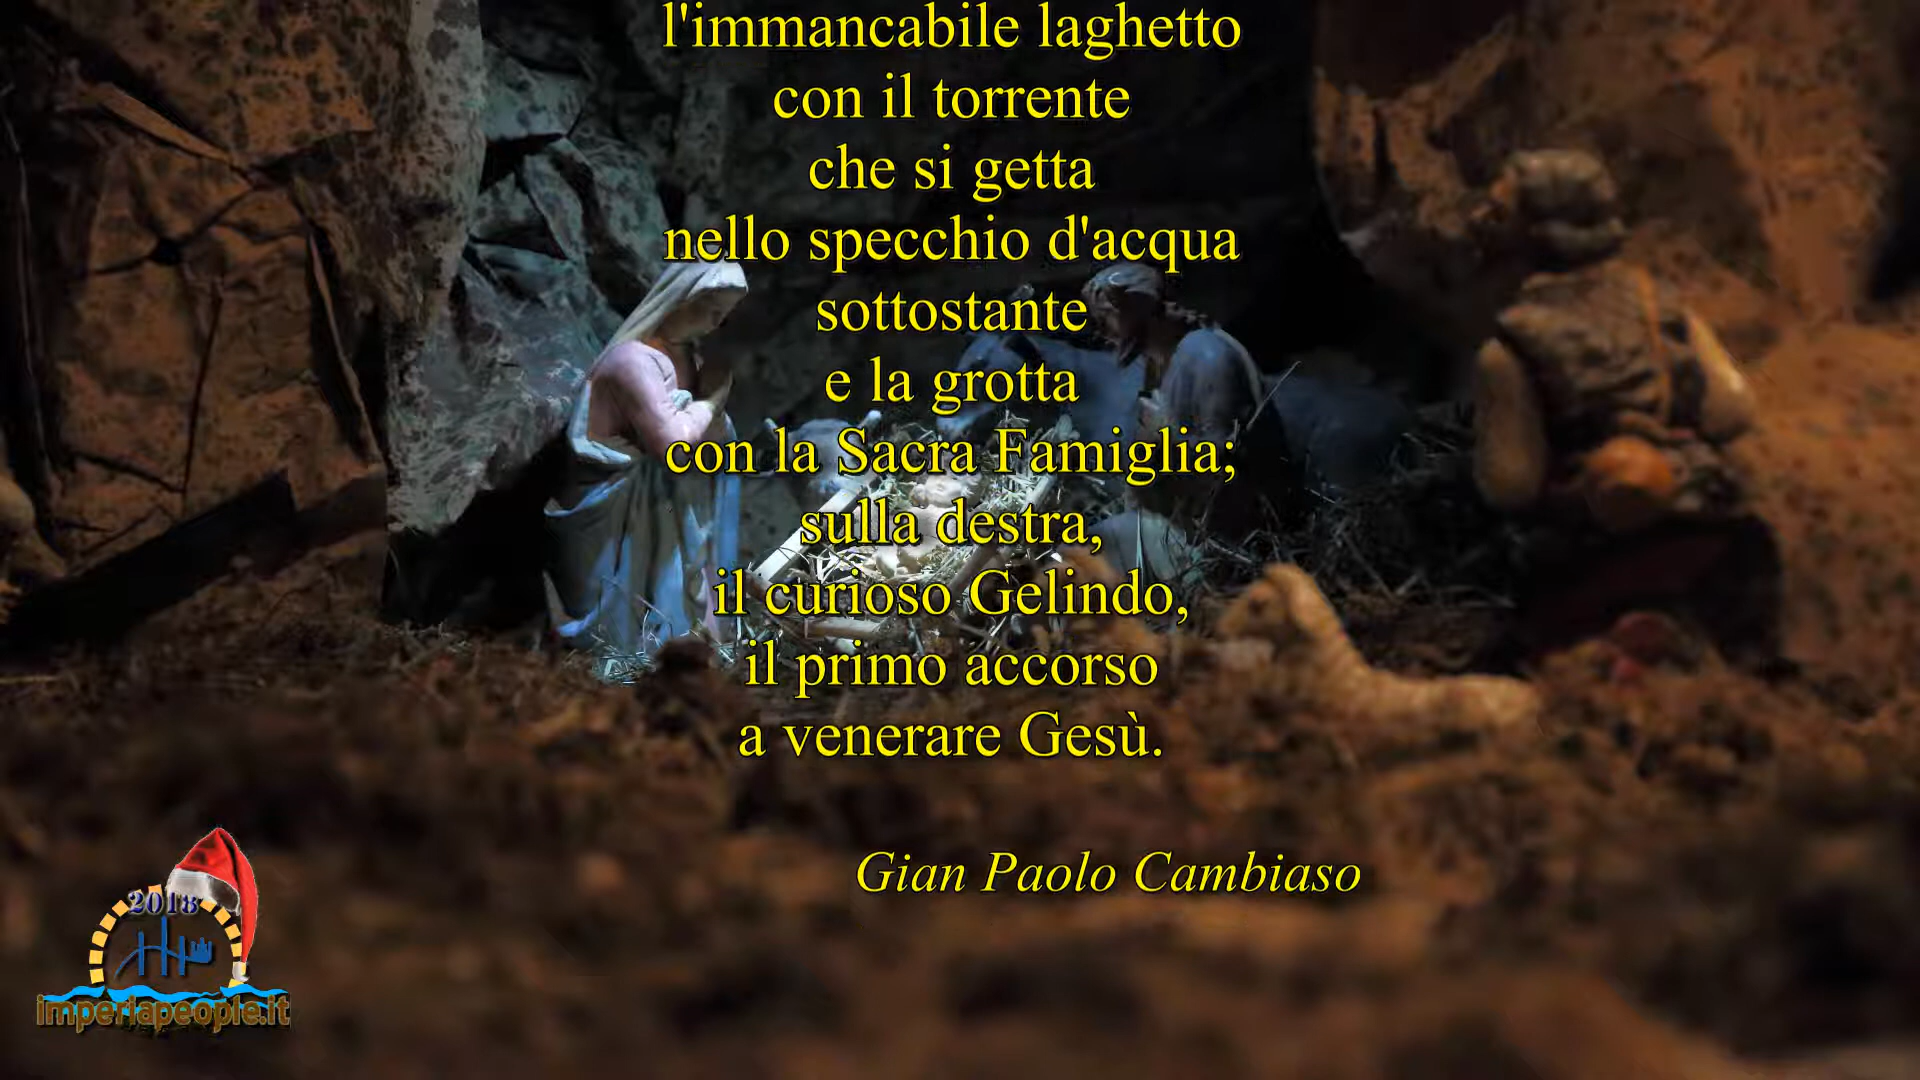 l'immancabile laghetto
con il torrente
che si getta
nello specchio d'acqua
sottostante
e la grotta
con la Sacra Famiglia;
sulla destra,
il curioso Gelindo,
il primo accorso
a venerare Gesù.
Gian Paolo Cambiaso
2018
imperiapeople.it